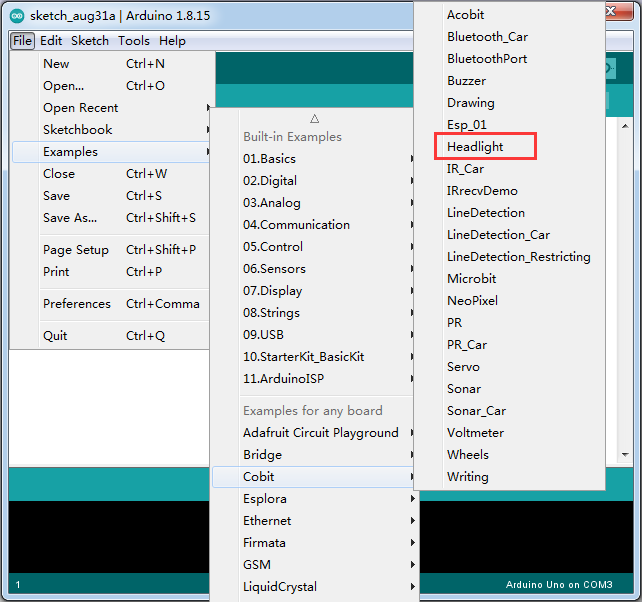 sketch_aug31a | Arduino 1.8.15
File Edit Sketch Tools Help
New Ctrl+N
Open... Ctrl+O
Open Recent
Sketchbook
Examples
Close Ctrl+W
Save Ctrl+S
Save As... Ctrl+Shift+S
Page Setup Ctrl+Shift+P
Print Ctrl+P
Preferences Ctrl+Comma
Quit Ctrl+Q
Built-in Examples
01.Basics
02.Digital
03.Analog
04.Communication
05.Control
06.Sensors
07.Display
08.Strings
09.USB
10.StarterKit_BasicKit
11.ArduinoISP
Examples for any board
Adafruit Circuit Playground
Bridge
Cobit
Esplora
Ethernet
Firmata
GSM
LiquidCrystal
Acobit
Bluetooth_Car
BluetoothPort
Buzzer
Drawing
Esp_01
Headlight
IR_Car
IRrecvDemo
LineDetection
LineDetection_Car
LineDetection_Restricting
Microbit
NeoPixel
PR
PR_Car
Servo
Sonar
Sonar_Car
Voltmeter
Wheels
Writing
1
Arduino Uno on COM3